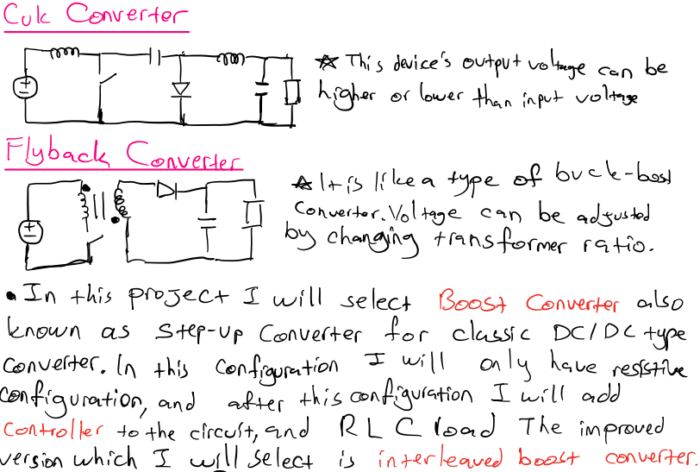 Cuk Converter
★ This device's output voltage can be
higher or lower than input voltage
Flyback Converter
★ It is like a type of buck-boost
Converter. Voltage can be adjusted
by changing transformer ratio.
• In this project I will select Boost Converter also
known as Step-up Converter for classic DC/DC type
Converter. In this configuration I will only have resistive
configuration, and after this configuration I will add
Controller to the circuit, and RLC load The improved
version which I will select is interleaved boost converter.